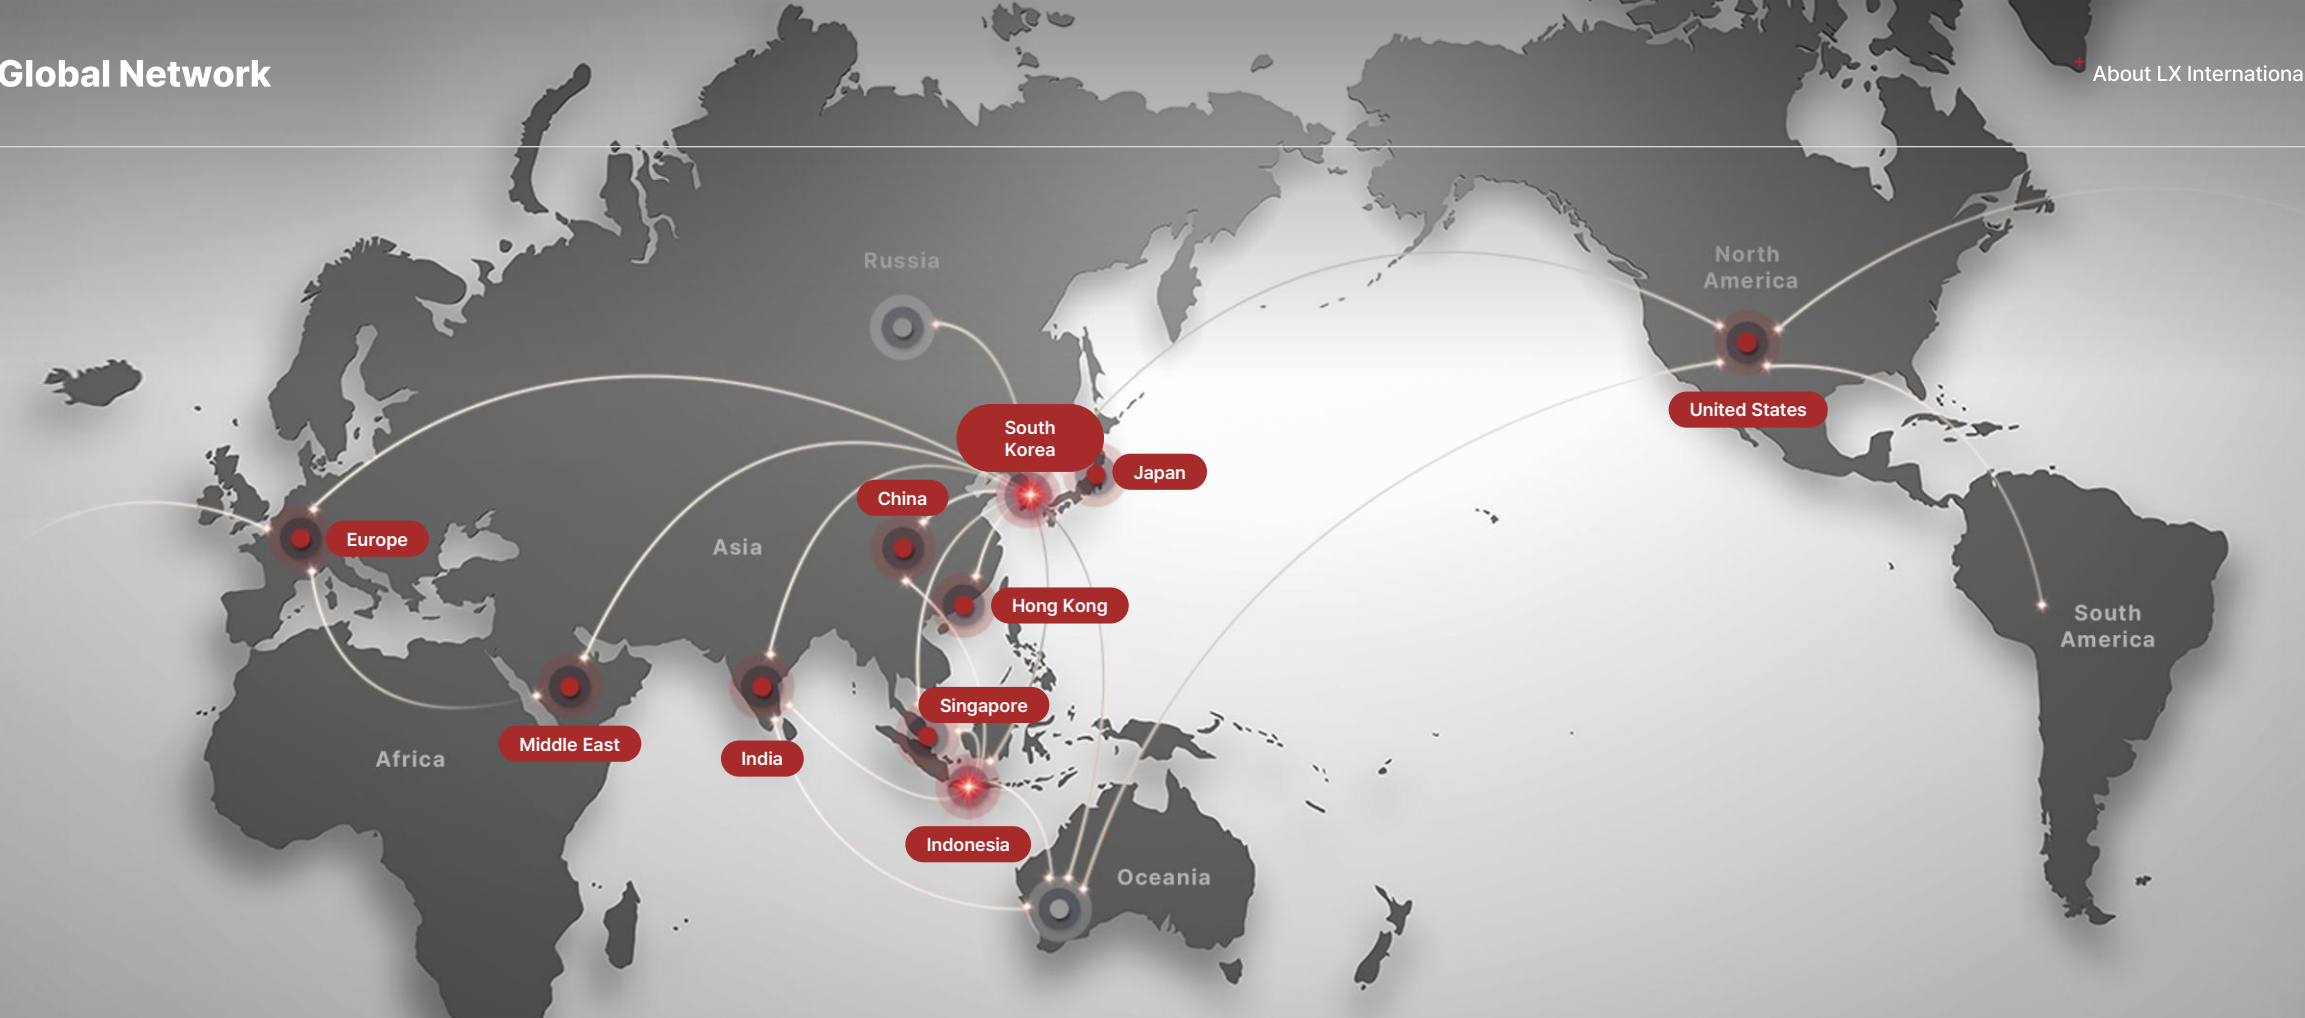 Global Network
About LX Internationa
Russia
North
America
South
Korea
United States
Japan
China
Europe
Asia
Hong Kong
South
America
Singapore
Middle East
India
Africa
Indonesia
Oceania